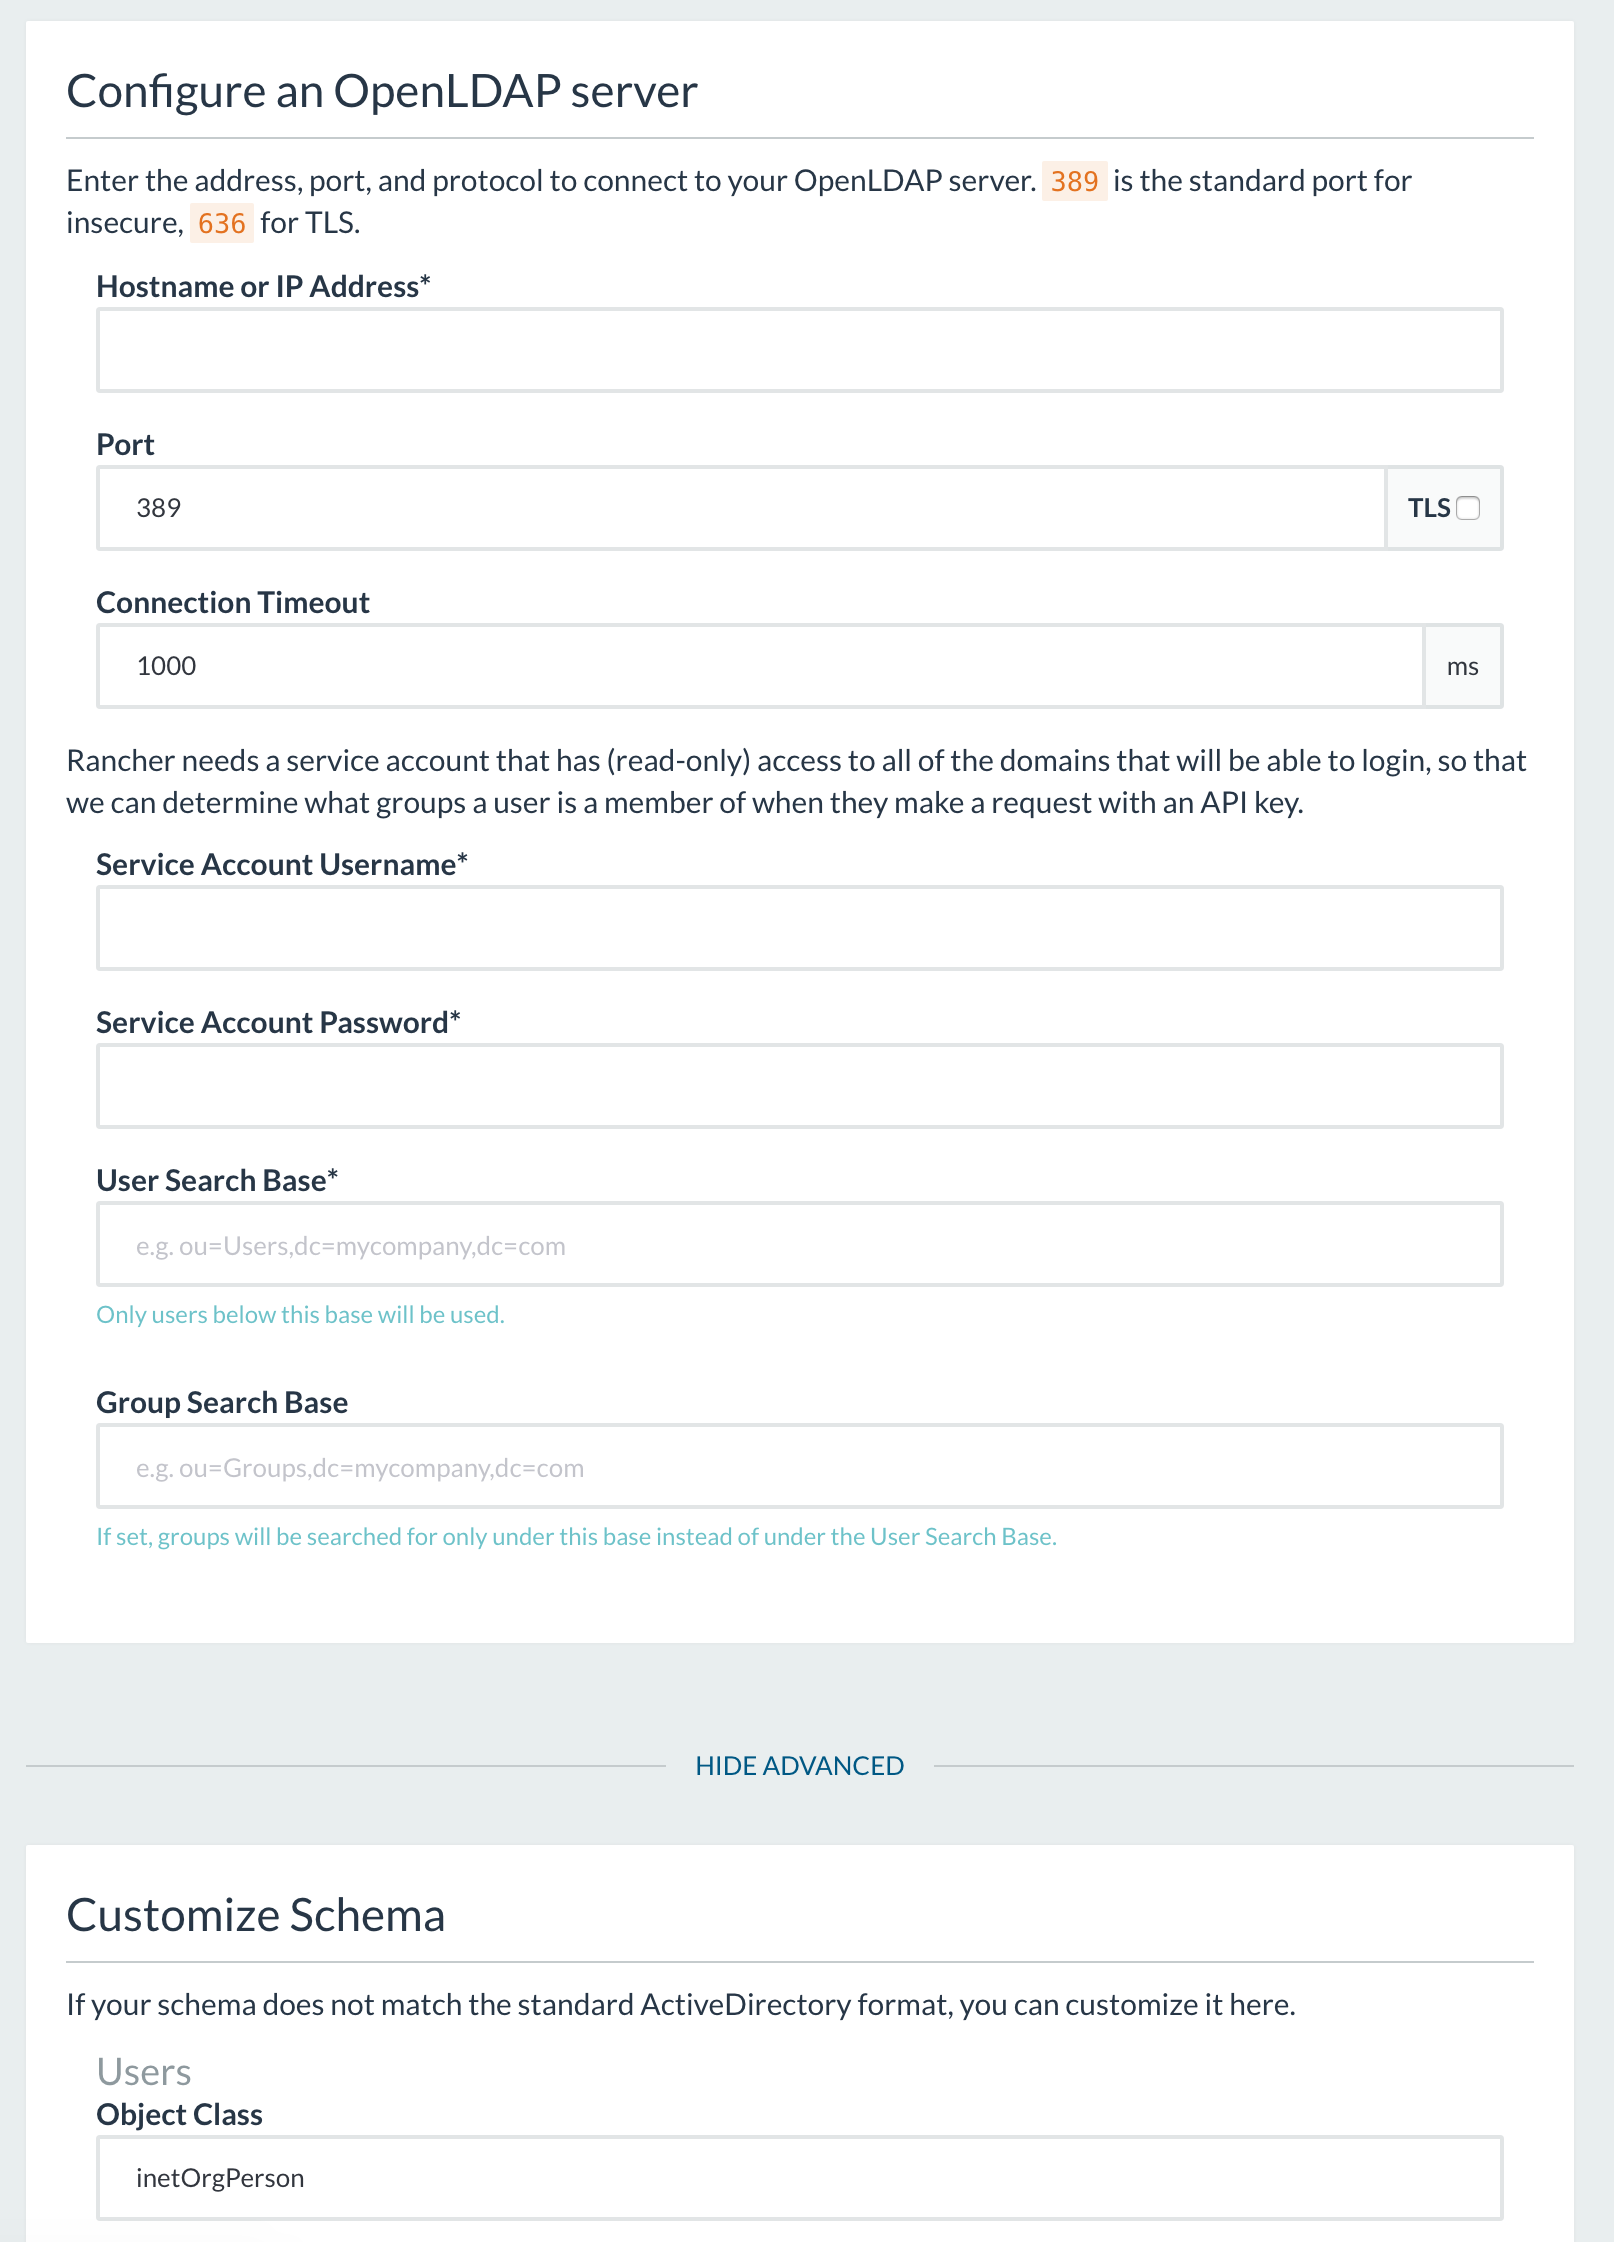 Configure an OpenLDAP server
Enter the address, port, and protocol to connect to your OpenLDAP server. 389 is the standard port for
insecure, 636 for TLS.
Hostname or IP Address*
Port
389
TLS
Connection Timeout
1000
ms
Rancher needs a service account that has (read-only) access to all of the domains that will be able to login, so that
we can determine what groups a user is a member of when they make a request with an API key.
Service Account Username*
Service Account Password*
User Search Base*
e.g. ou=Users,dc=mycompany,dc=com
Only users below this base will be used.
Group Search Base
e.g. ou=Groups,dc=mycompany,dc=com
If set, groups will be searched for only under this base instead of under the User Search Base.
HIDE ADVANCED
Customize Schema
If your schema does not match the standard ActiveDirectory format, you can customize it here.
Users
Object Class
inetOrgPerson